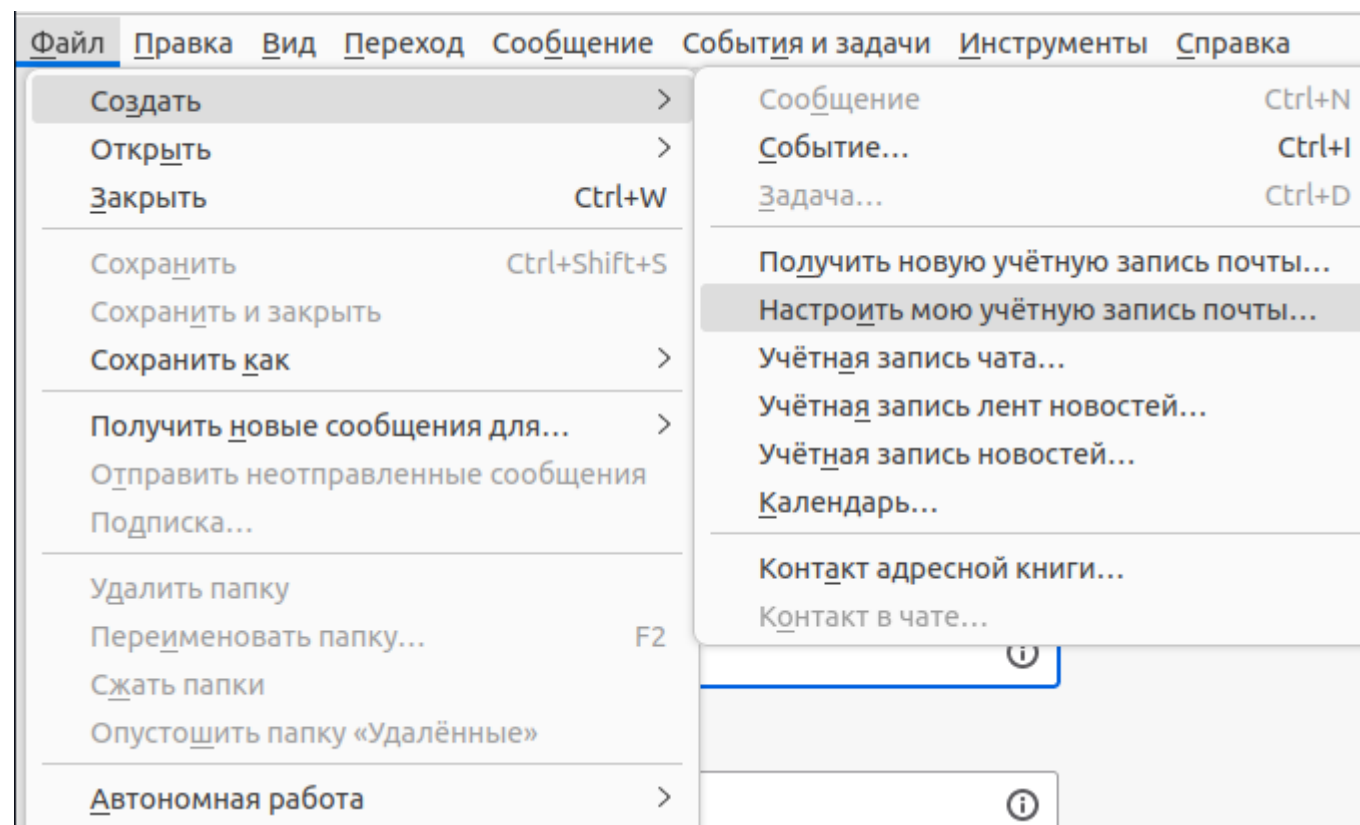 Файл Правка Вид Переход Сообщение События и задачи Инструменты Справка
Создать
Открыть
Закрыть Ctrl+W
Сохранить Ctrl+Shift+S
Сохранить и закрыть
Сохранить как
Получить новые сообщения для...
Отправить неотправленные сообщения
Подписка...
Удалить папку
Переименовать папку... F2
Сжать папки
Опустошить папку «Удалённые»
Автономная работа
Сообщение Ctrl+N
Событие... Ctrl+I
Задача... Ctrl+D
Получить новую учётную запись почты...
Настроить мою учётную запись почты...
Учётная запись чата...
Учётная запись лент новостей...
Учётная запись новостей...
Календарь...
Контакт адресной книги...
Контакт в чате...